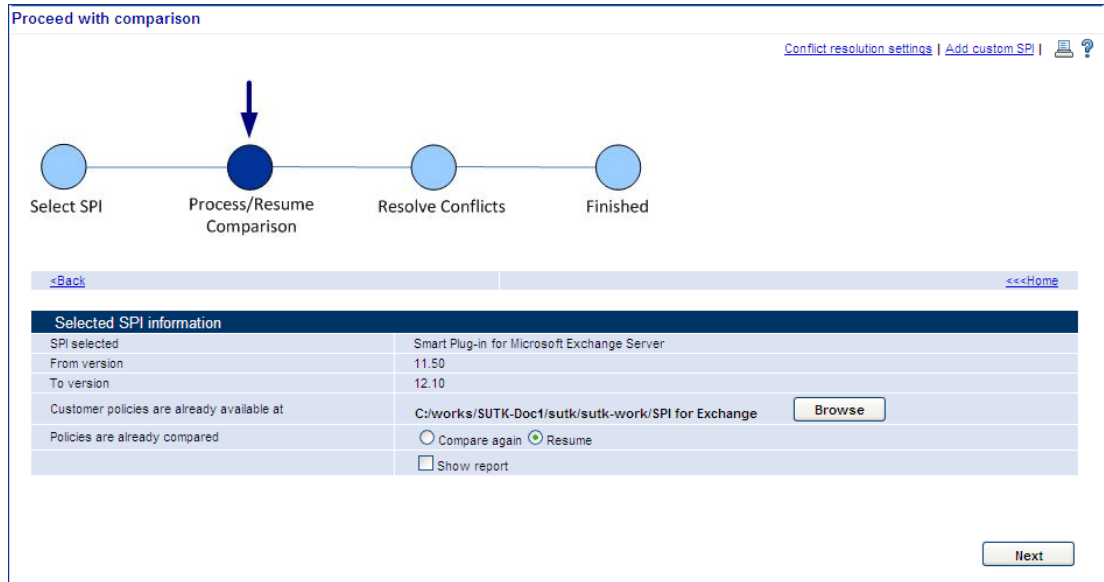 Proceed with comparison
Conflict resolution settings | Add custom SPI |
Select SPI
Process/Resume
Comparison
Resolve Conflicts
Finished
<Back
<<<Home
Selected SPI information
SPI selected Smart Plug-in for Microsoft Exchange Server
From version 11.50
To version 12.10
Customer policies are already available at C:/works/SUTK-Doc1/sutk/sutk-work/SPI for Exchange Browse
Policies are already compared Compare again Resume
Show report
Next